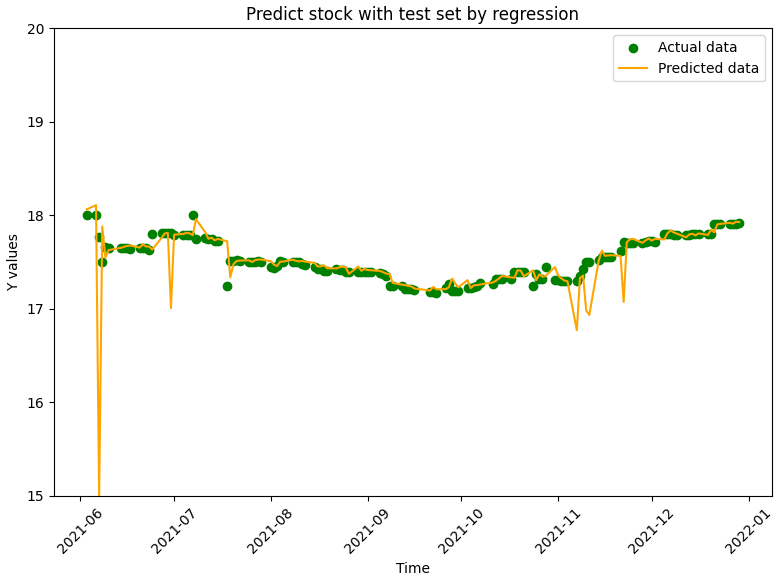 Predict stock with test set by regression
Actual data
Predicted data
Y values
20
19
18
17
16
15
2021-06
2021-07
2021-08
2021-09
2021-10
2021-11
2021-12
2022-01
Time